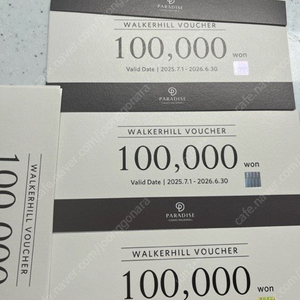 WALKERHILL VOUCHER
100,000 won
Valid Date | 2025.7.1 - 2026.6.30
PARADISE
WALKERHILL VOUCHER
100,000 won
Valid Date | 2025.7.1 - 2026.6.30
PARADISE
WALKERHILL VOUCHER
100,000 won
WALKERHILL VOUCHER
100,000